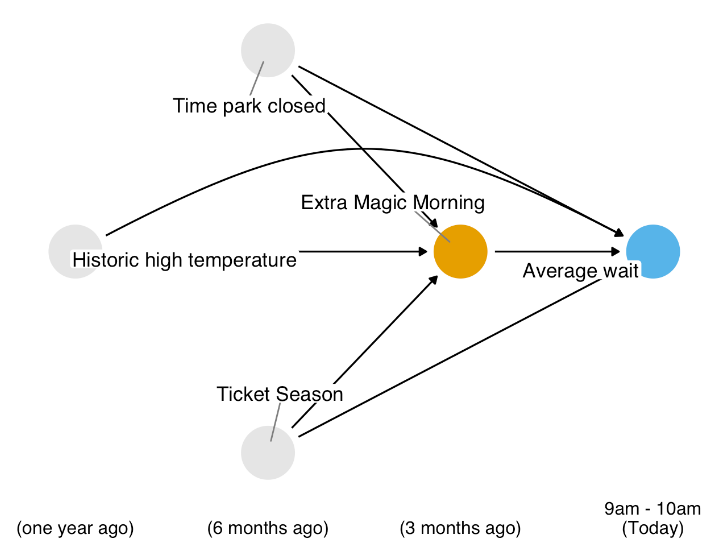 Time park closed
Extra Magic Morning
Historic high temperature
Average wait
Ticket Season
(one year ago)
(6 months ago)
(3 months ago)
9am - 10am
(Today)